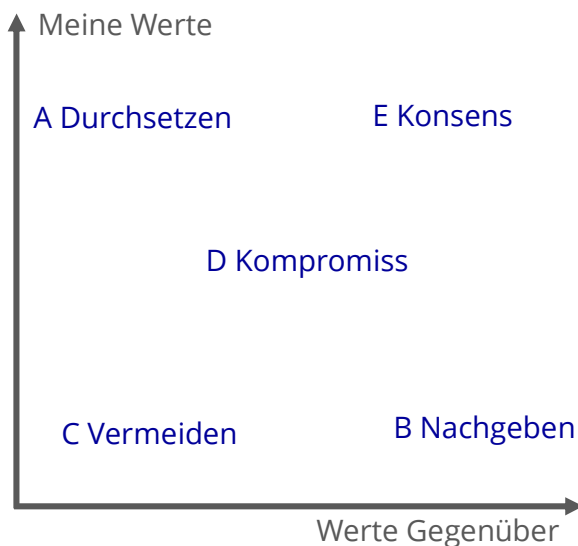 Meine Werte
A Durchsetzen
E Konsens
D Kompromiss
C Vermeiden
B Nachgeben
Werte Gegenüber